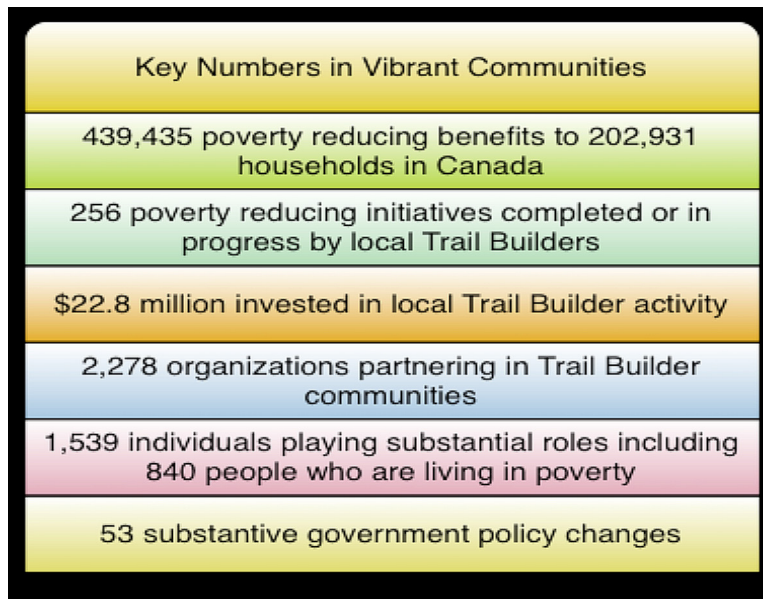 Key Numbers in Vibrant Communities
439,435 poverty reducing benefits to 202,931
households in Canada
256 poverty reducing initiatives completed or in
progress by local Trail Builders
$22.8 million invested in local Trail Builder activity
2,278 organizations partnering in Trail Builder
communities
1,539 individuals playing substantial roles including
840 people who are living in poverty
53 substantive government policy changes